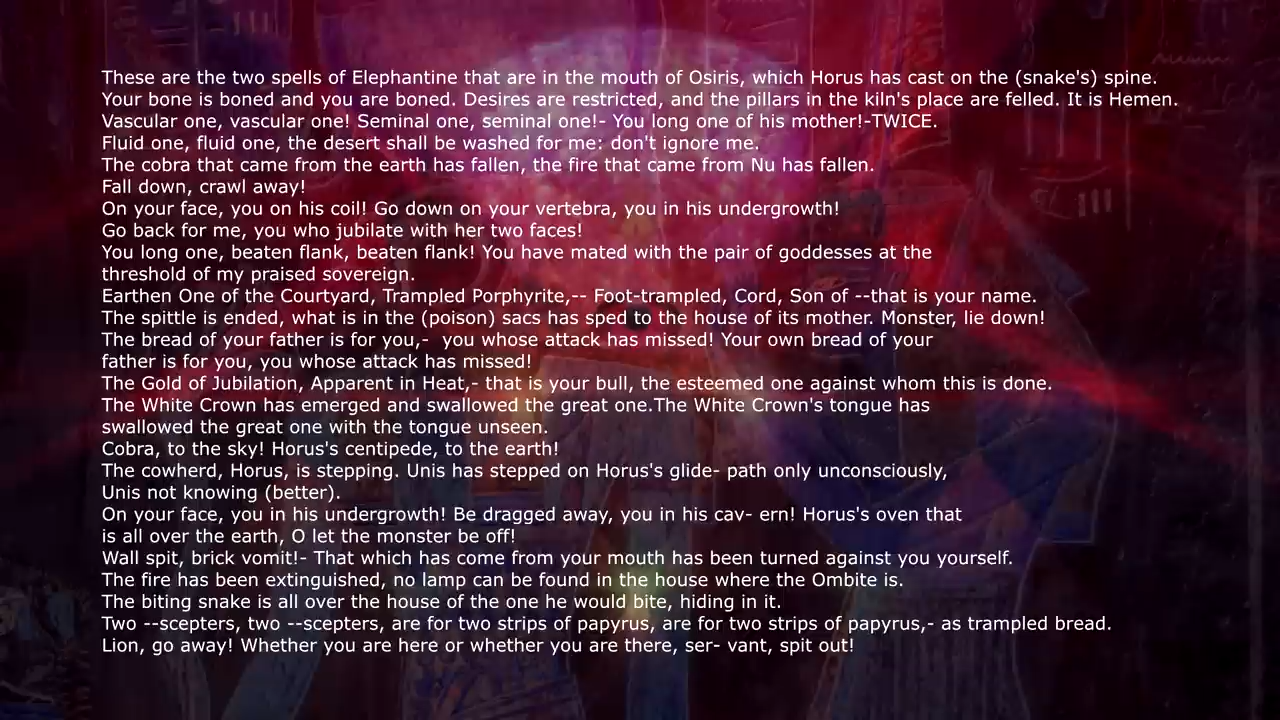 These are the two spells of Elephantine that are in the mouth of Osiris, which Horus has cast on the (snake's) spine.
Your bone is boned and you are boned. Desires are restricted, and the pillars in the kiln's place are felled. It is Hemen.
Vascular one, vascular one! Seminal one, seminal one!- You long one of his mother!-TWICE.
Fluid one, fluid one, the desert shall be washed for me: don't ignore me.
The cobra that came from the earth has fallen, the fire that came from Nu has fallen.
Fall down, crawl away!
On your face, you on his coil! Go down on your vertebra, you in his undergrowth!
Go back for me, you who jubilate with her two faces!
You long one, beaten flank, beaten flank! You have mated with the pair of goddesses at the
threshold of my praised sovereign.
Earthen One of the Courtyard, Trampled Porphyrite,-- Foot-trampled, Cord, Son of --that is your name.
The spittle is ended, what is in the (poison) sacs has sped to the house of its mother. Monster, lie down!
The bread of your father is for you,-  you whose attack has missed! Your own bread of your
father is for you, you whose attack has missed!
The Gold of Jubilation, Apparent in Heat,- that is your bull, the esteemed one against whom this is done.
The White Crown has emerged and swallowed the great one.The White Crown's tongue has
swallowed the great one with the tongue unseen.
Cobra, to the sky! Horus's centipede, to the earth!
The cowherd, Horus, is stepping. Unis has stepped on Horus's glide- path only unconsciously,
Unis not knowing (better).
On your face, you in his undergrowth! Be dragged away, you in his cav- ern! Horus's oven that
is all over the earth, O let the monster be off!
Wall spit, brick vomit!- That which has come from your mouth has been turned against you yourself.
The fire has been extinguished, no lamp can be found in the house where the Ombite is.
The biting snake is all over the house of the one he would bite, hiding in it.
Two --scepters, two --scepters, are for two strips of papyrus, are for two strips of papyrus,- as trampled bread.
Lion, go away! Whether you are here or whether you are there, ser- vant, spit out!